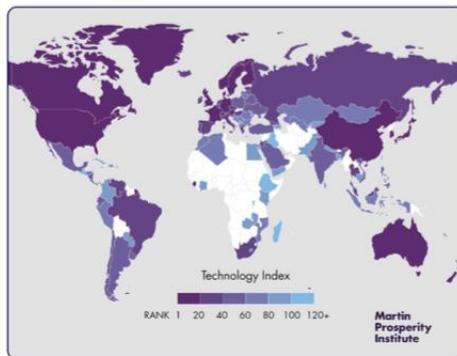 Technology Index
RANK 1 20 40 60 80 100 120+
Martin
Prosperity
Institute